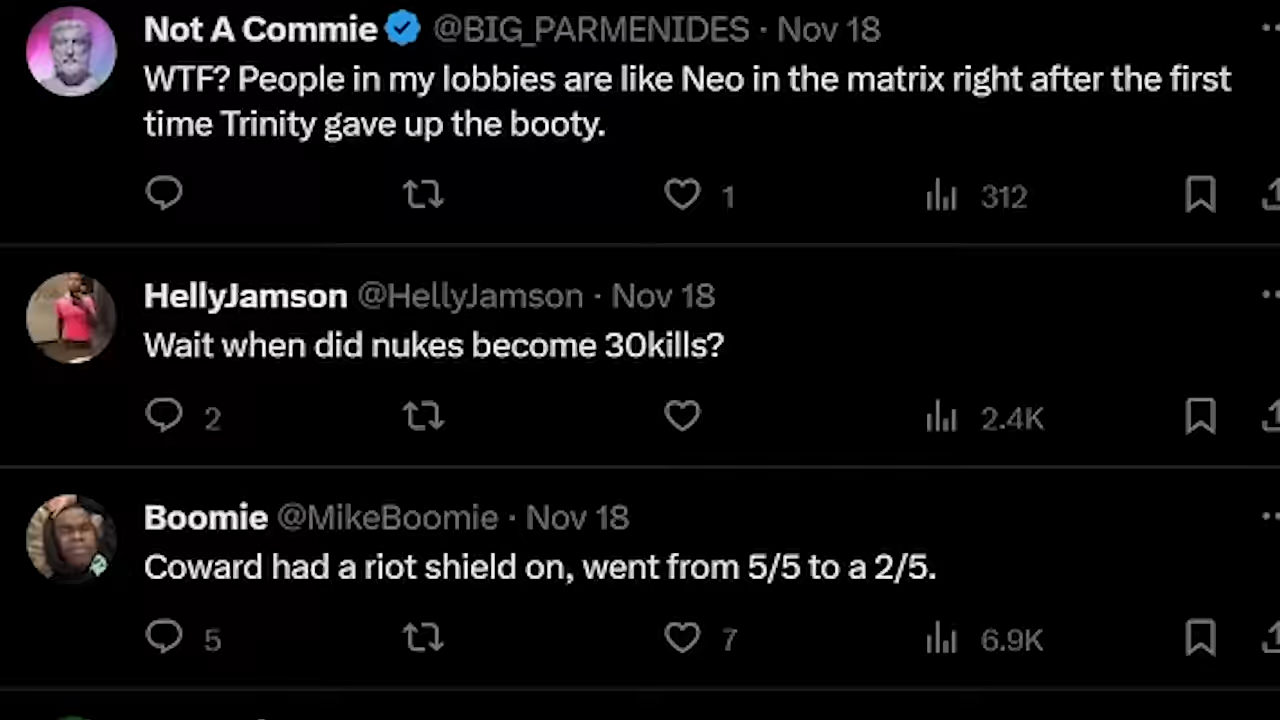 Not A Commie @BIG_PARMENIDES · Nov 18
WTF? People in my lobbies are like Neo in the matrix right after the first
time Trinity gave up the booty.
1 312
HellyJamson @HellyJamson · Nov 18
Wait when did nukes become 30kills?
2 2.4K
Boomie @MikeBoomie · Nov 18
Coward had a riot shield on, went from 5/5 to a 2/5.
5 7 6.9K